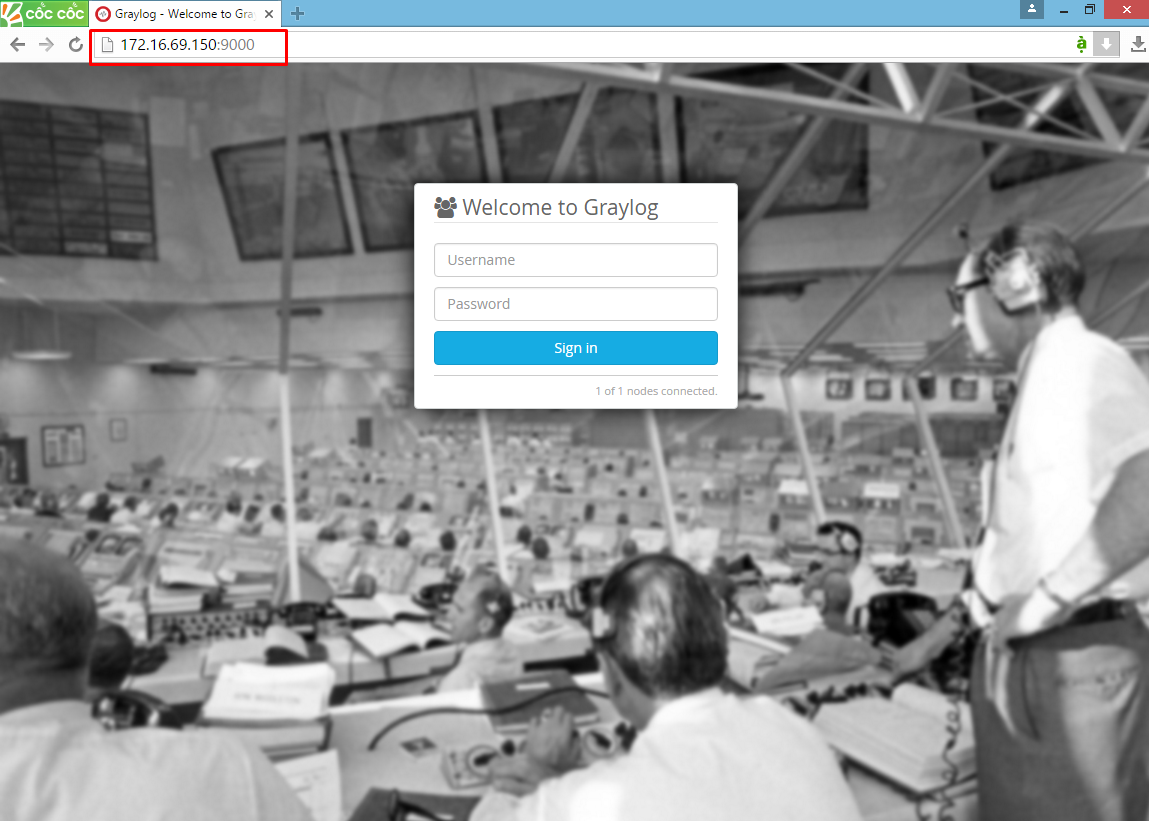 cốc cốc
Graylog - Welcome to Gra
172.16.69.150:9000
Welcome to Graylog
Username
Password
Sign in
1 of 1 nodes connected.